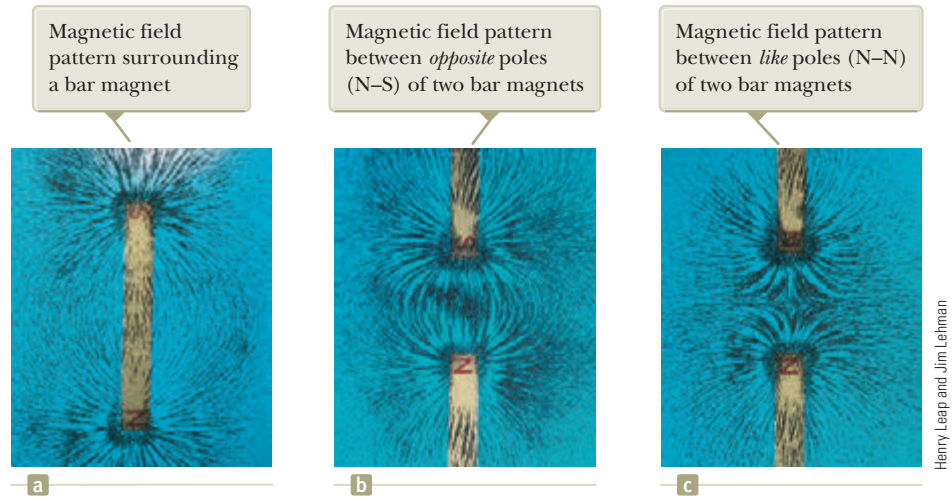 Magnetic field
pattern surrounding
a bar magnet
Magnetic field pattern
between opposite poles
(N–S) of two bar magnets
Magnetic field pattern
between like poles (N–N)
of two bar magnets
S
N
S
N
N
N
a
b
c
Henry Leap and Jim Lehman